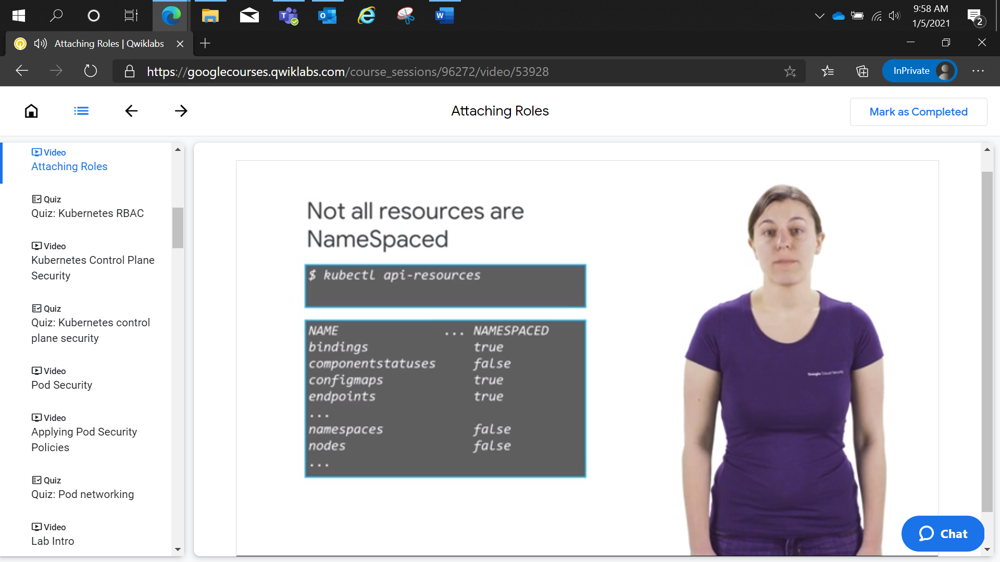 9:58 AM
1/5/2021
2
Attaching Roles | Qwiklabs
https://googlecourses.qwiklabs.com/course_sessions/96272/video/53928
InPrivate
Attaching Roles
Mark as Completed
Video
Attaching Roles
Quiz
Quiz: Kubernetes RBAC
Video
Kubernetes Control Plane
Security
Quiz
Quiz: Kubernetes control
plane security
Video
Pod Security
Video
Applying Pod Security
Policies
Quiz
Quiz: Pod networking
Video
Lab Intro
Not all resources are
NameSpaced
$ kubectl api-resources
NAME ... NAMESPACED
bindings true
componentstatuses false
configmaps true
endpoints true
...
namespaces false
nodes false
...
Google Cloud Security
Chat